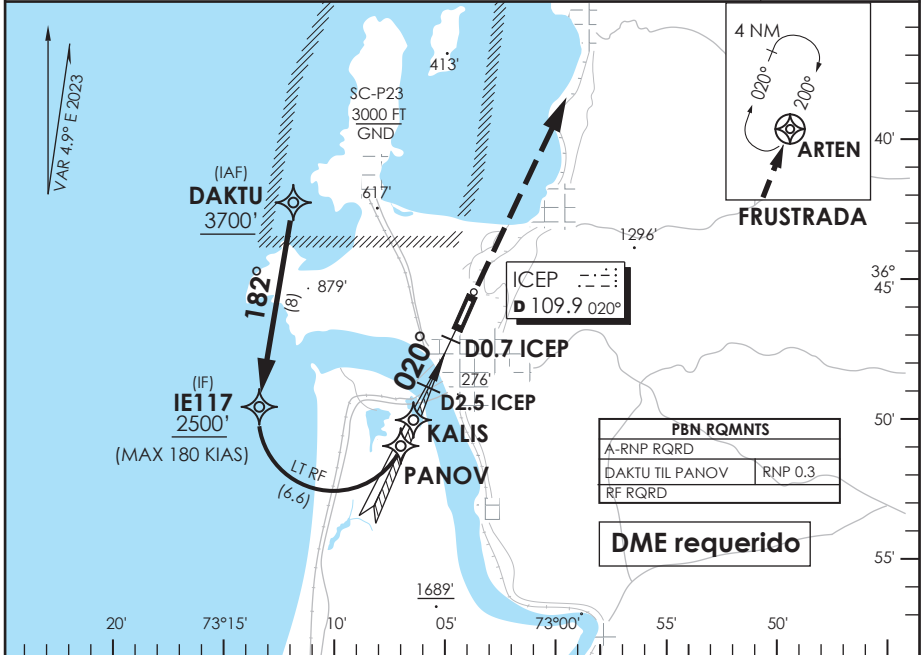 VAR 4.9° E 2023
413'
SC-P23
3000 FT
GND
617'
(IAF)
DAKTU
3700'
182°
(8)
879'
(IF)
IE117
2500'
(MAX 180 KIAS)
LT RF
(6.6)
020°
ICEP
D 109.9 020°
D0.7 ICEP
276'
D2.5 ICEP
KALIS
PANOV
1296'
1689'
4 NM
020°
200°
ARTEN
FRUSTRADA
PBN RQMNTS
A-RNP RQRD
DAKTU TIL PANOV RNP 0.3
RF RQRD
DME requerido
40'
36°
45'
50'
55'
20' 73°15' 10' 05' 73°00' 55' 50'